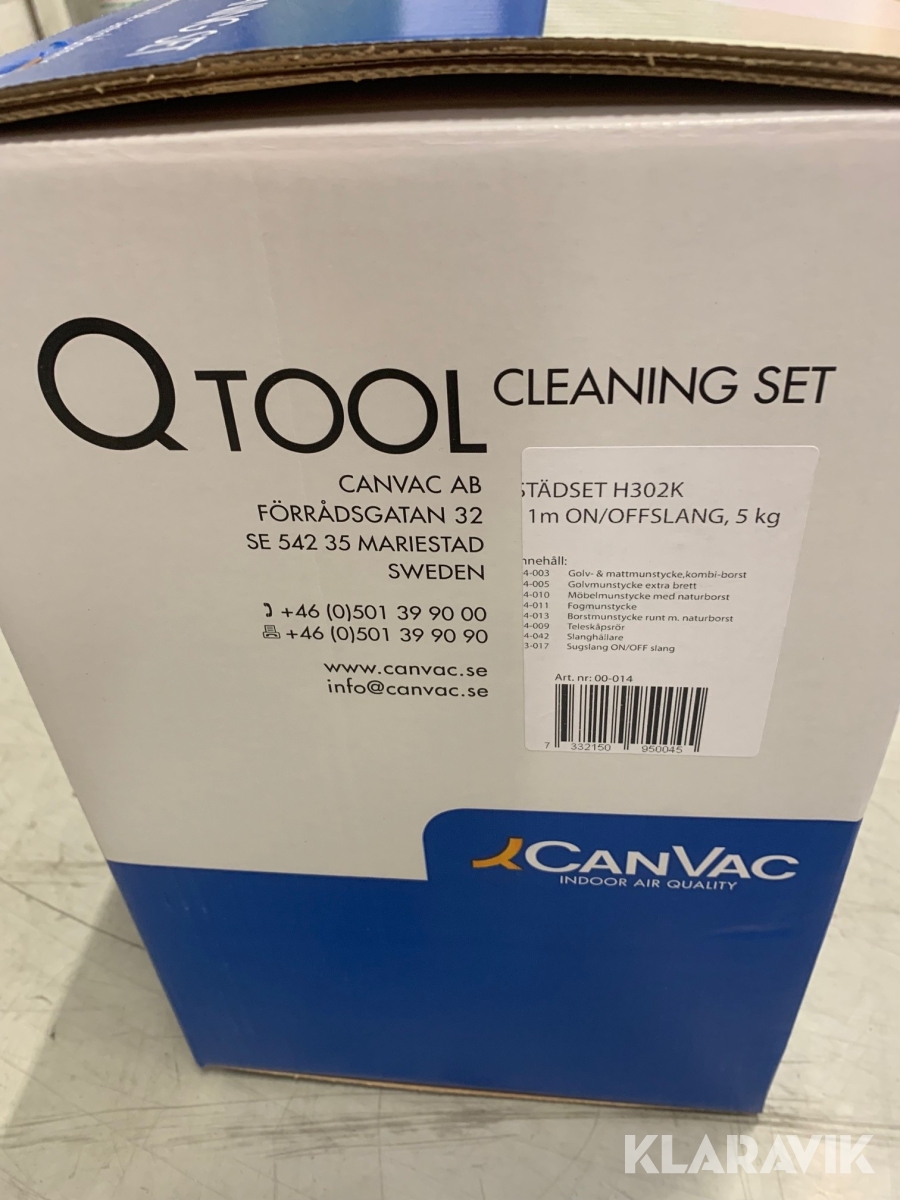 Q TOOL CLEANING SET
CANVAC AB
FÖRRÅDSGATAN 32
SE 542 35 MARIESTAD
SWEDEN
+46 (0)501 39 90 00
+46 (0)501 39 90 90
www.canvac.se
info@canvac.se
STÄDSET H302K
1m ON/OFFSLANG, 5 kg
nnehåll:
4-003 Golv- & mattmunstycke,kombi-borst
4-005 Golvmunstycke extra brett
4-010 Möbelmunstycke med naturborst
4-011 Fogmunstycke
4-013 Borstmunstycke runt m. naturborst
4-009 Teleskåpsrör
4-042 Slanghällare
3-017 Sugslang ON/OFF slang
Art. nr: 00-014
7 332150 950045
CANVAC
INDOOR AIR QUALITY
KLARAVIK